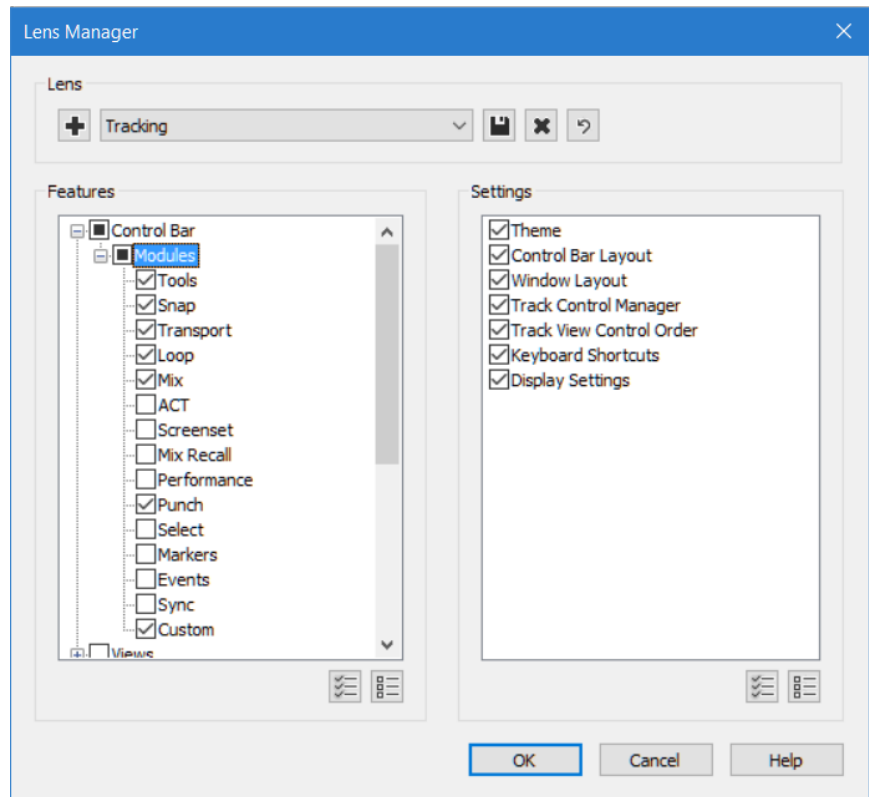 Lens Manager
Lens
Tracking
Features
Control Bar
Modules
Tools
Snap
Transport
Loop
Mix
ACT
Screenset
Mix Recall
Performance
Punch
Select
Markers
Events
Sync
Custom
Views
Settings
Theme
Control Bar Layout
Window Layout
Track Control Manager
Track View Control Order
Keyboard Shortcuts
Display Settings
OK Cancel Help